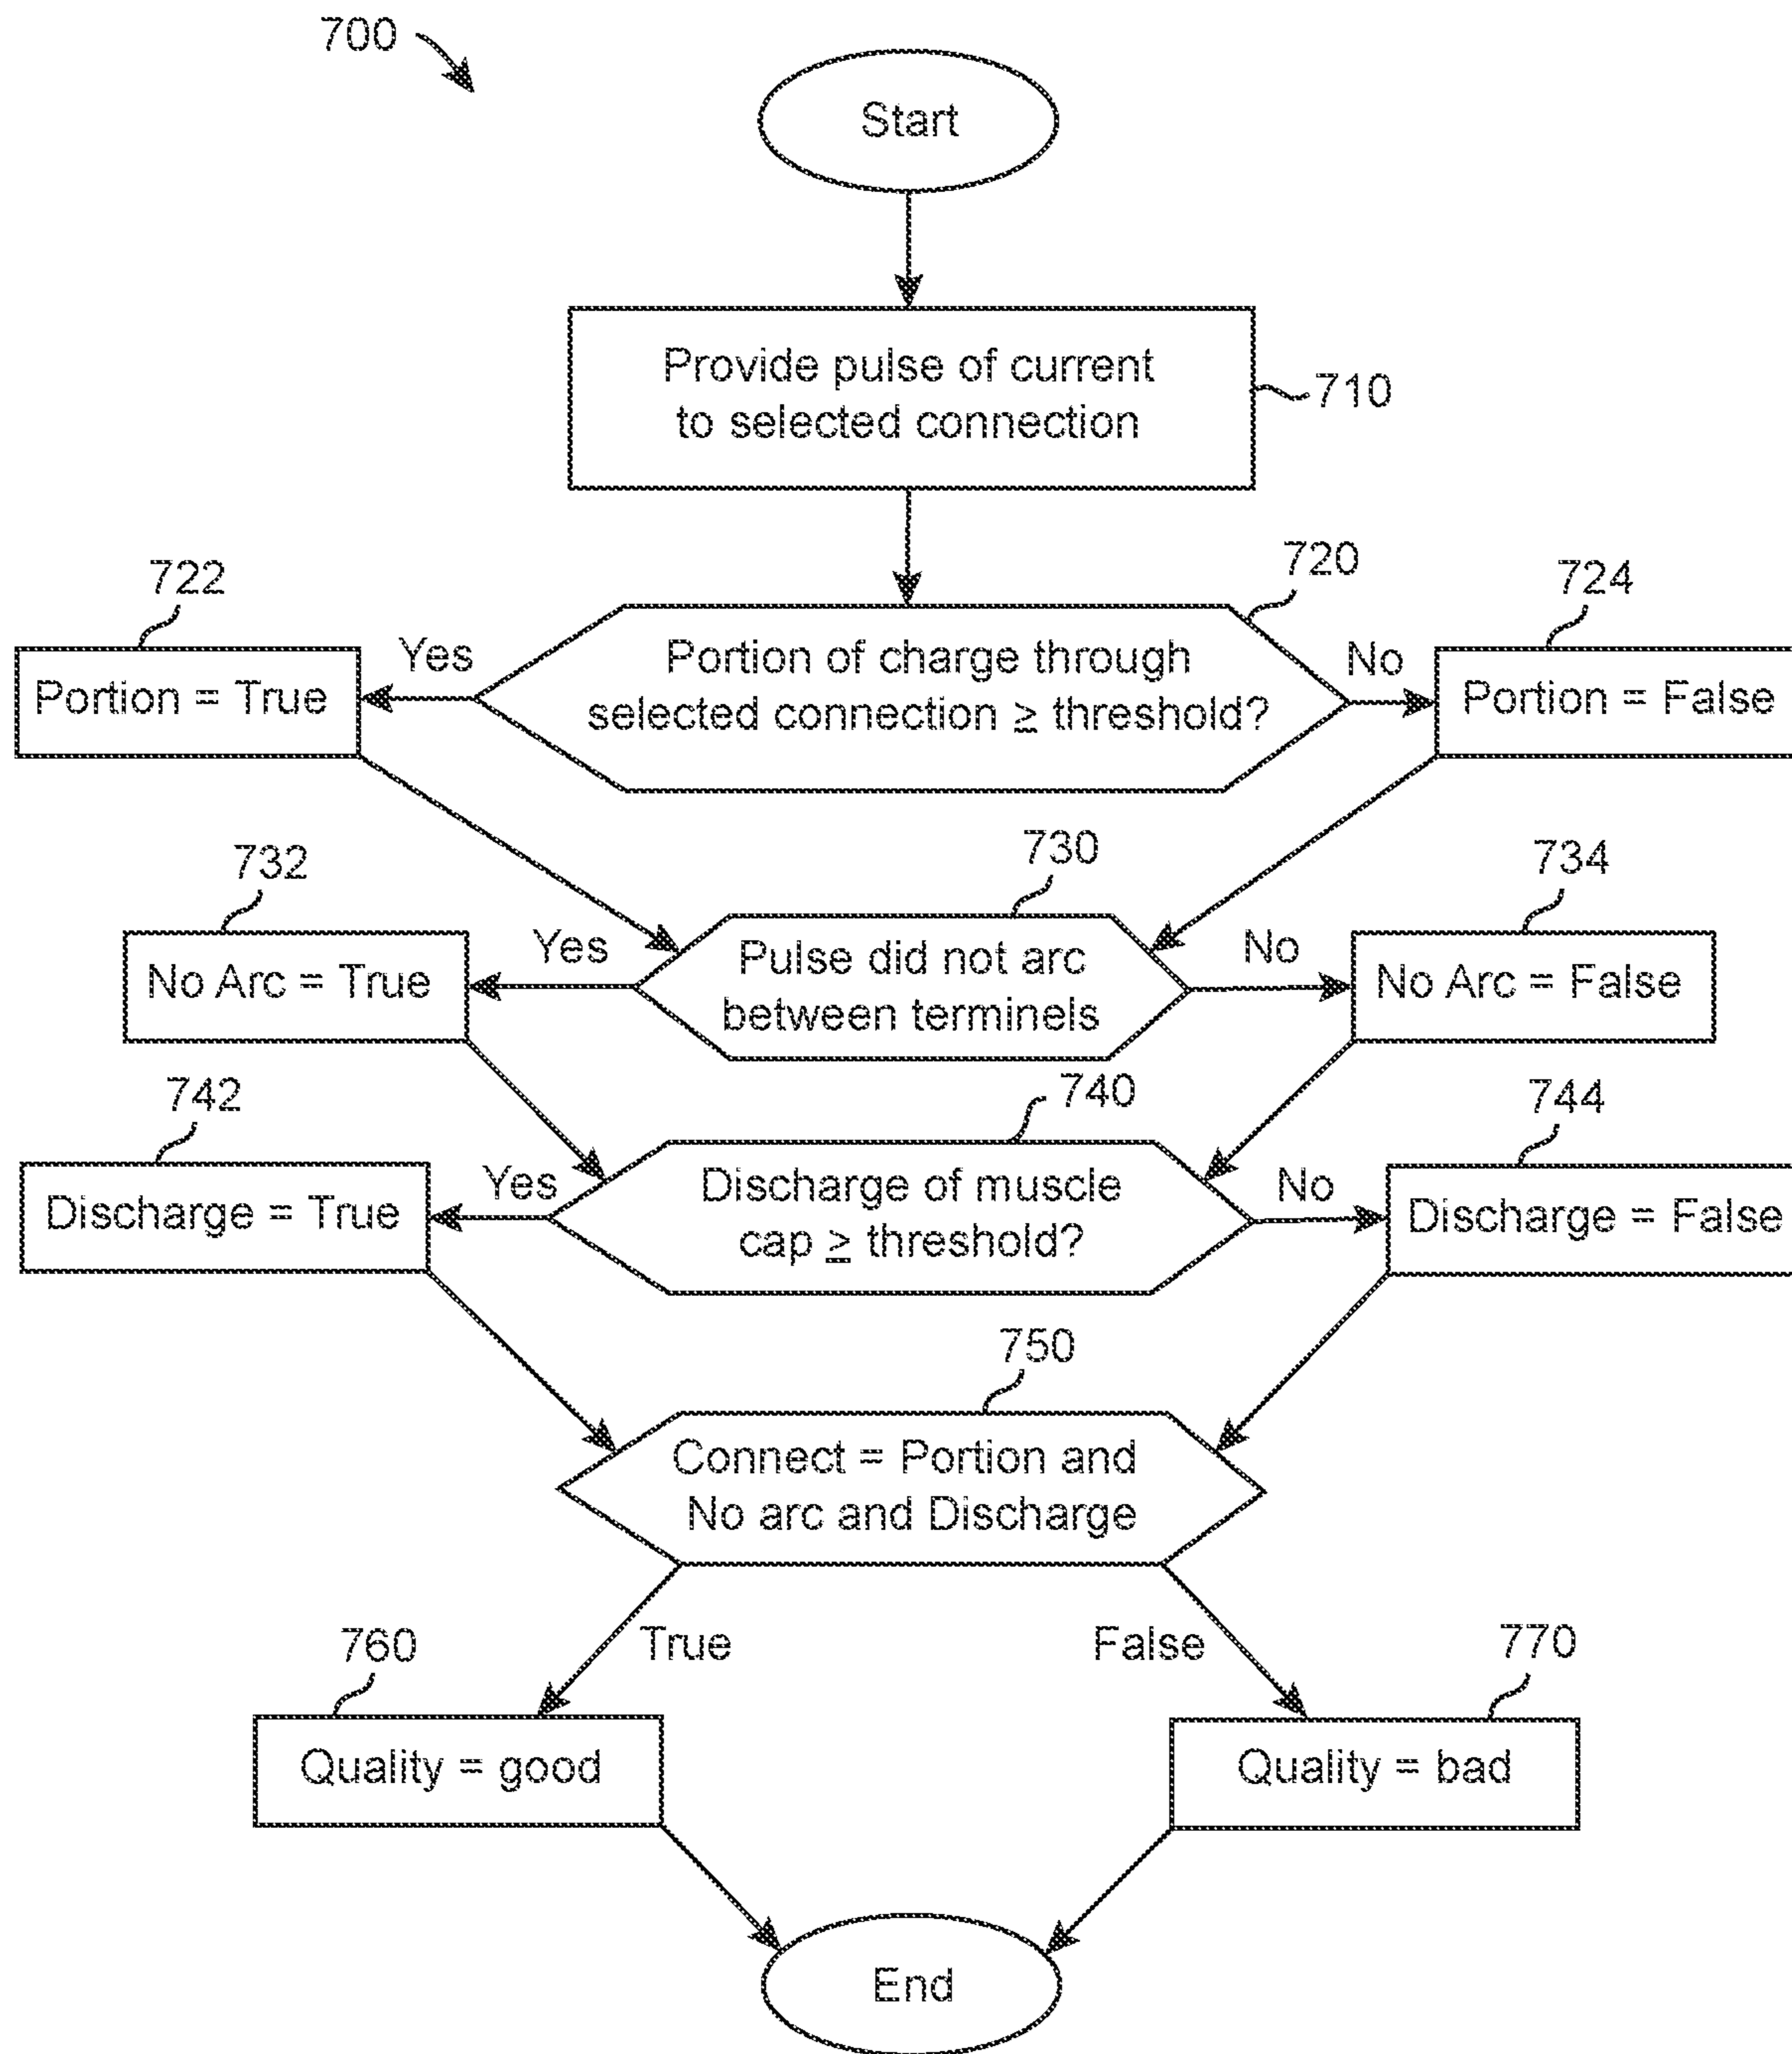 700
Start
Provide pulse of current
to selected connection
710
720
722
724
Yes
No
Portion = True
Portion of charge through
selected connection ≥ threshold?
Portion = False
730
732
734
Yes
No
No Arc = True
Pulse did not arc
between terminels
No Arc = False
740
742
744
Yes
No
Discharge = True
Discharge of muscle
cap ≥ threshold?
Discharge = False
750
Connect = Portion and
No arc and Discharge
True
False
760
770
Quality = good
Quality = bad
End